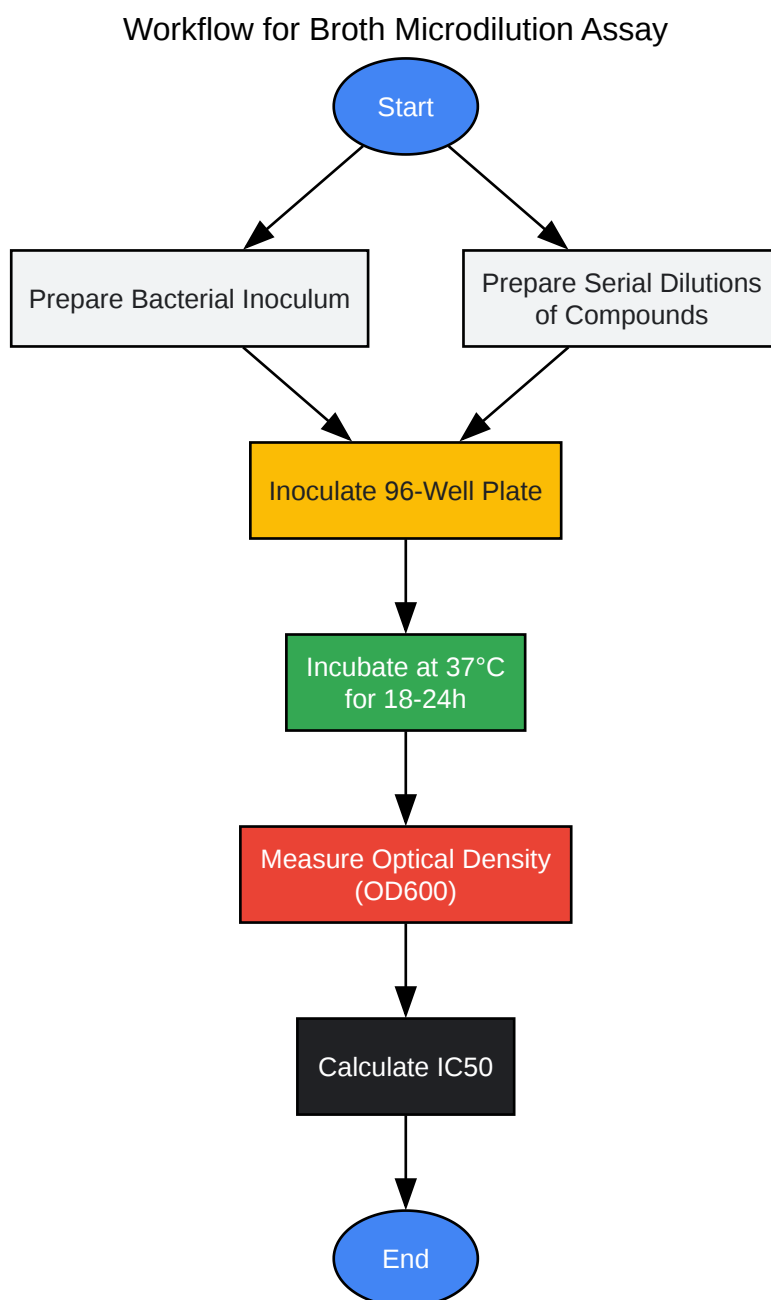 Workflow for Broth Microdilution Assay
Start
Prepare Bacterial Inoculum
Prepare Serial Dilutions
of Compounds
Inoculate 96-Well Plate
Incubate at 37°C
for 18-24h
Measure Optical Density
(OD600)
Calculate IC50
End